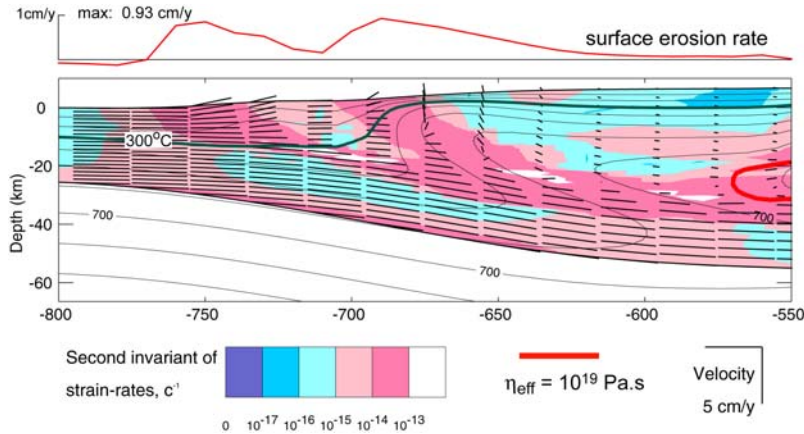 1cm/y max: 0.93 cm/y
surface erosion rate
0
-20
-40
-60
Depth (km)
300°C
700
700
700
-800 -750 -700 -650 -600 -550
Second invariant of
strain-rates, c⁻¹
0 10⁻¹⁷ 10⁻¹⁶ 10⁻¹⁵ 10⁻¹⁴ 10⁻¹³
ηeff = 10¹⁹ Pa.s
Velocity
5 cm/y